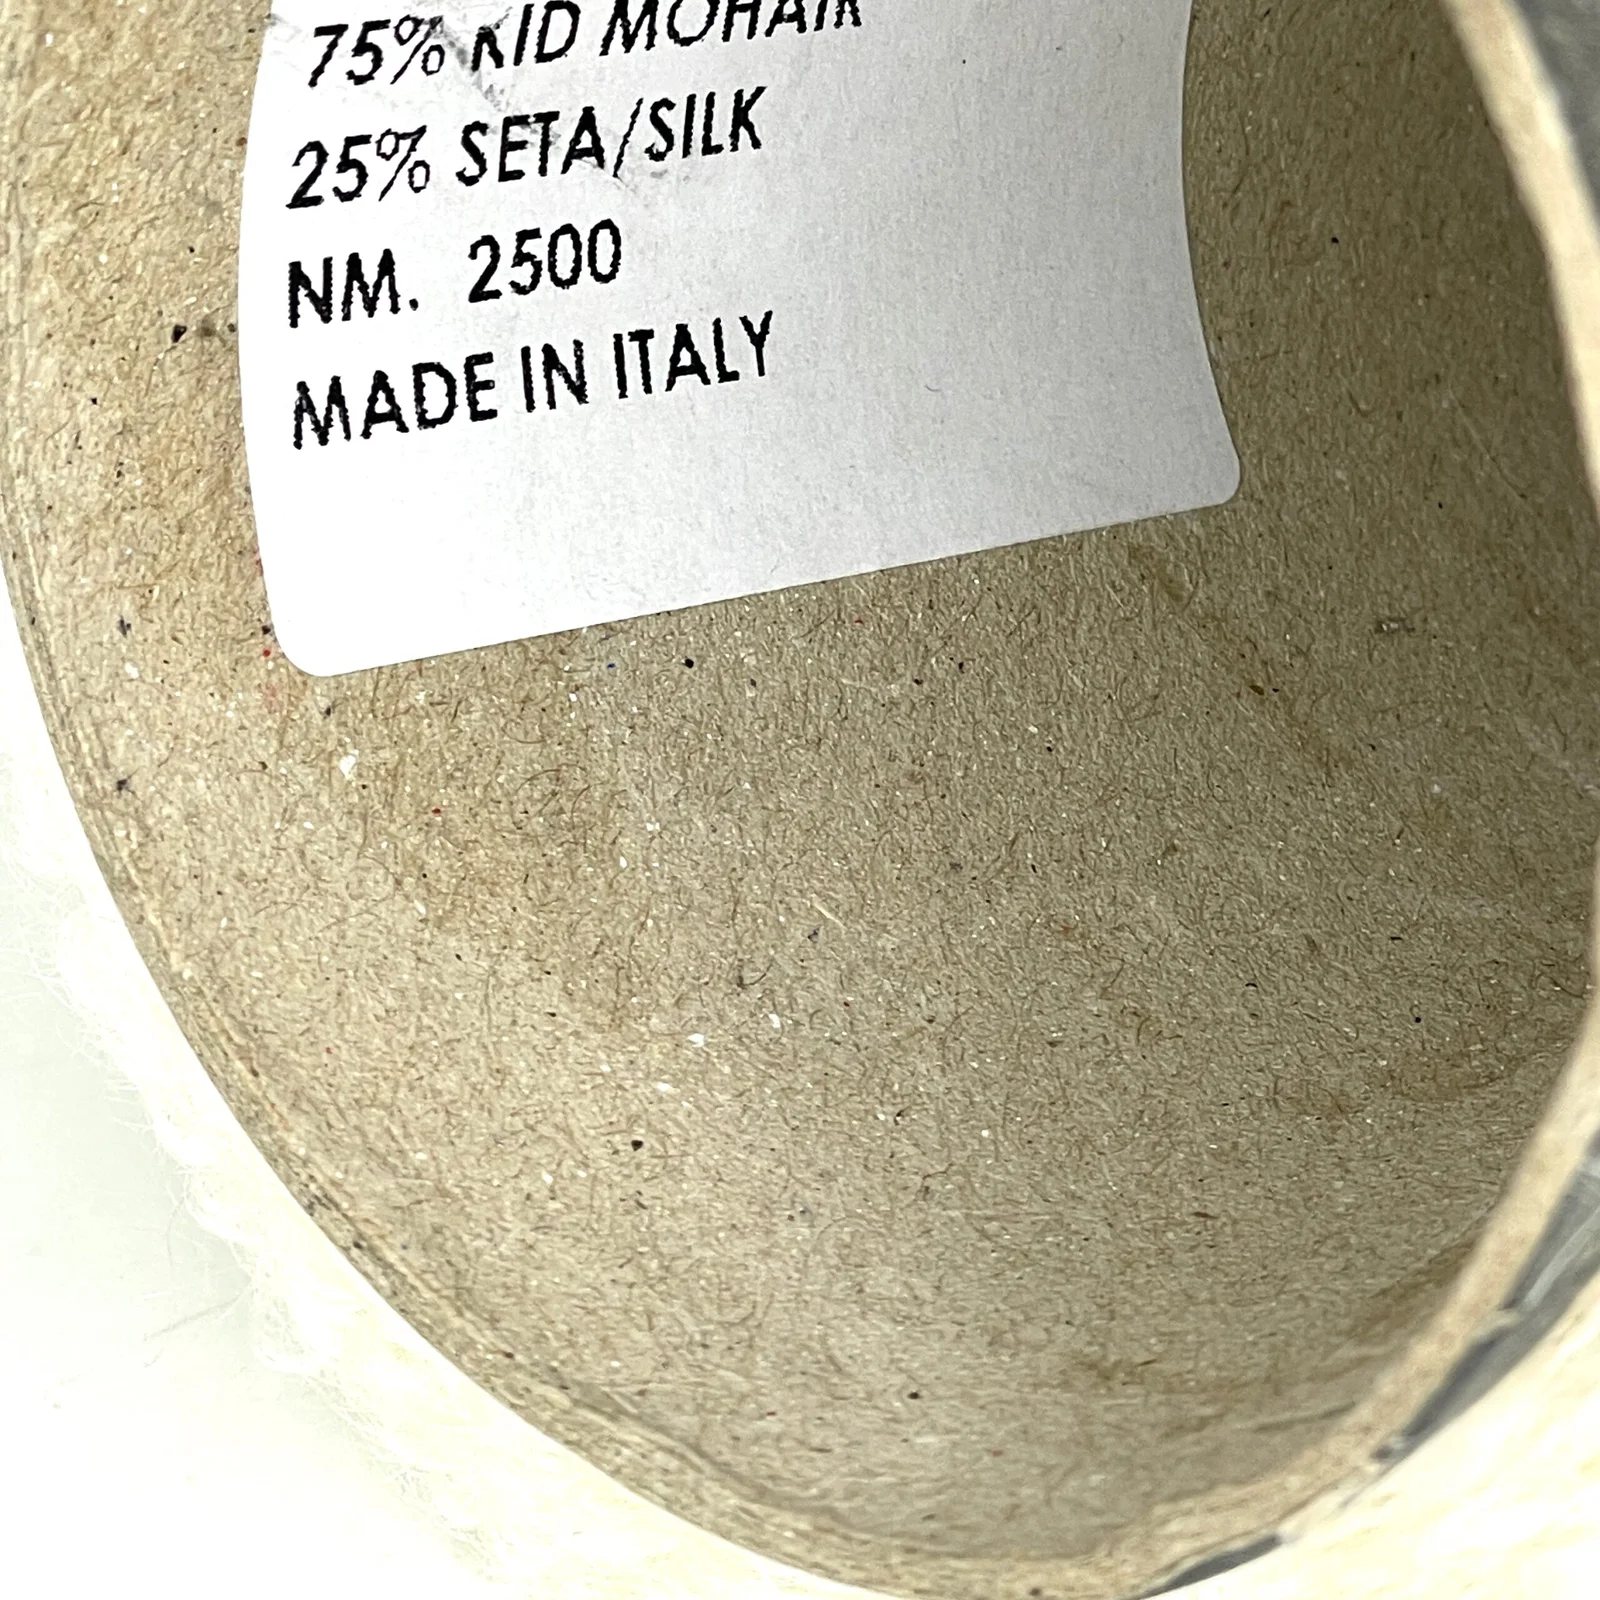 75% KID MOHAIR
25% SETA/SILK
NM. 2500
MADE IN ITALY